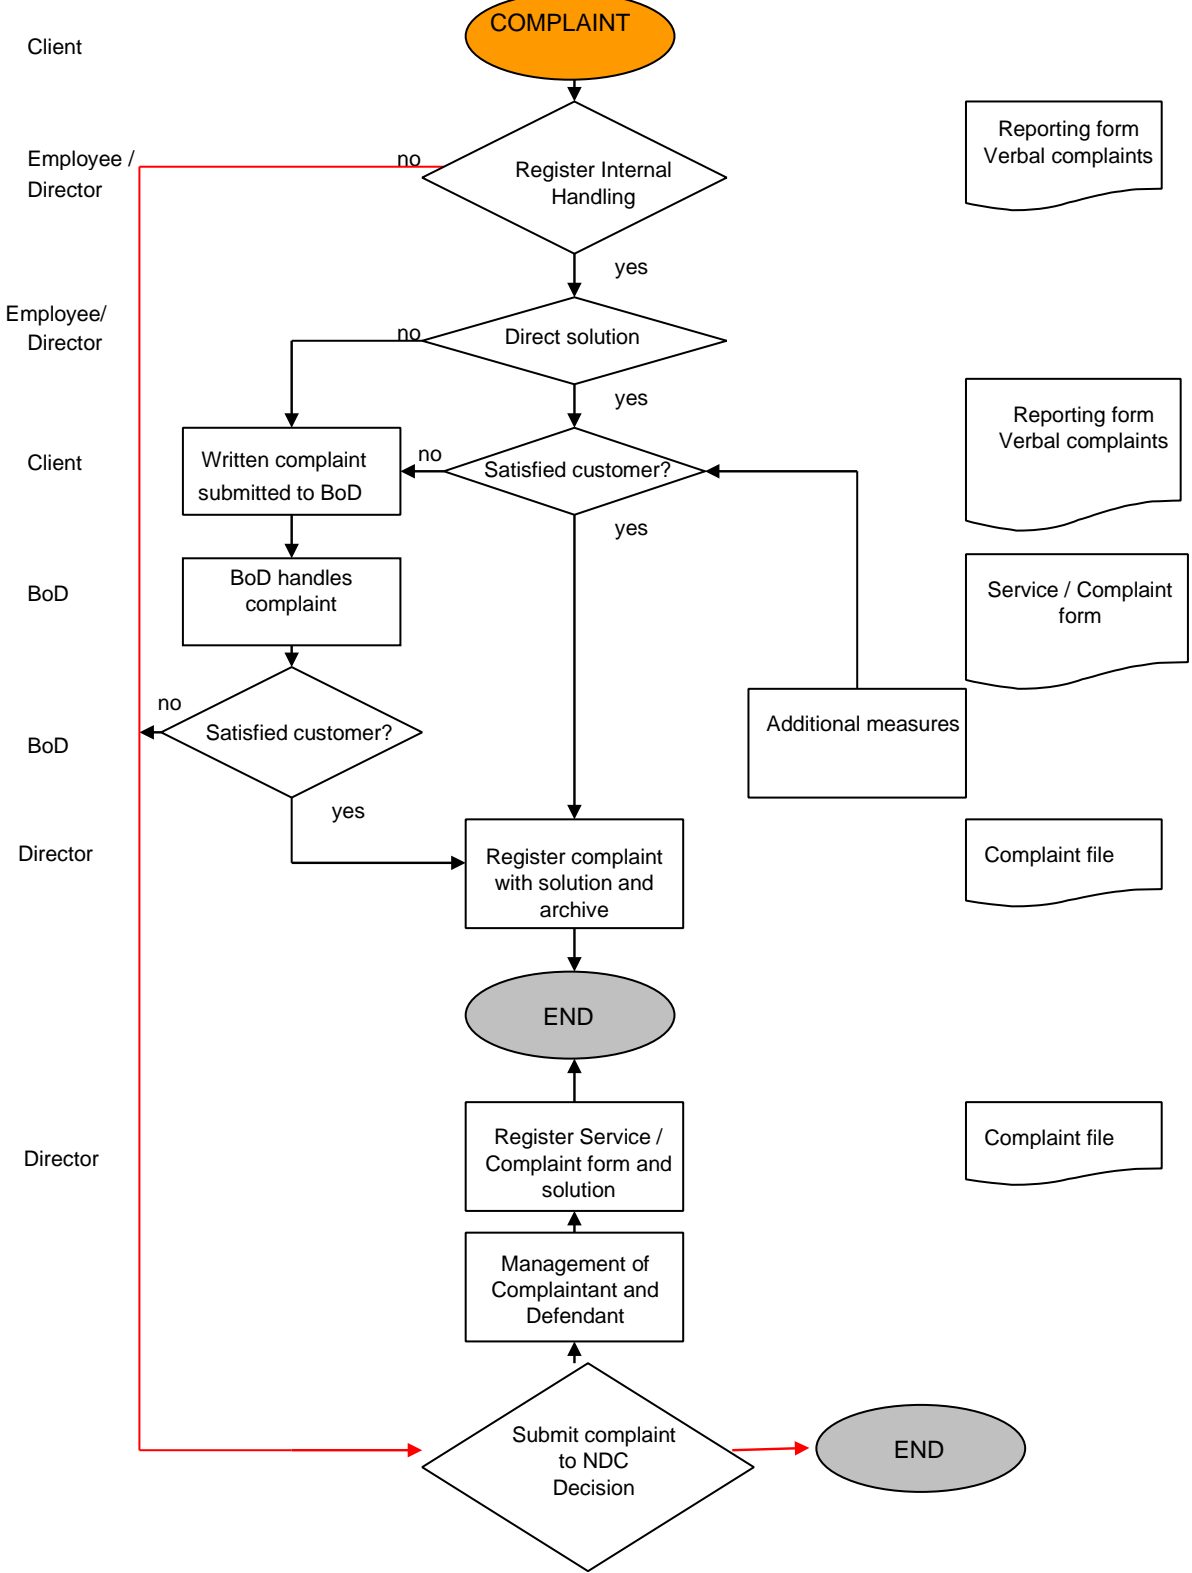 COMPLAINT
Client
Employee /
Director
no
Register Internal
Handling
Reporting form
Verbal complaints
yes
Employee/
Director
no
Direct solution
yes
Client
Written complaint
submitted to BoD
no
Satisfied customer?
Reporting form
Verbal complaints
yes
BoD
BoD handles
complaint
Service / Complaint
form
no
BoD
Satisfied customer?
Additional measures
yes
Director
Register complaint
with solution and
archive
Complaint file
END
Director
Register Service /
Complaint form and
solution
Complaint file
Management of
Complaintant and
Defendant
Submit complaint
to NDC
Decision
END